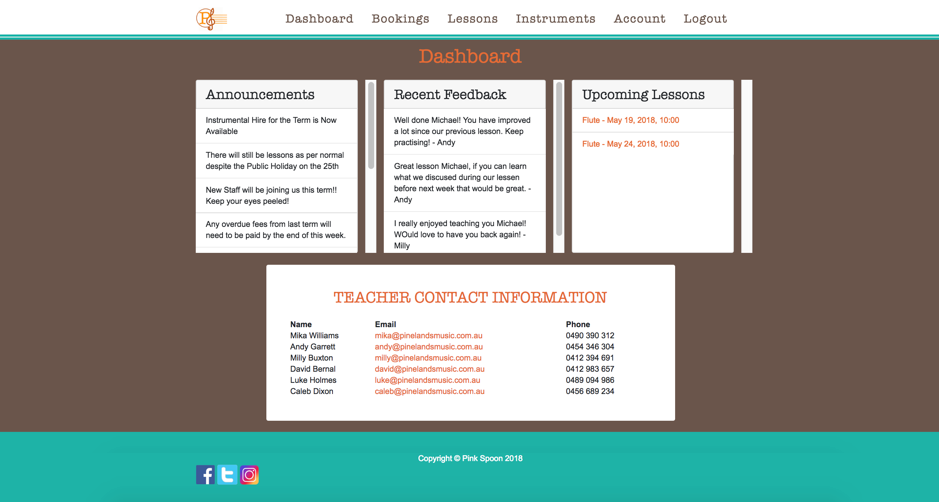 Dashboard Bookings Lessons Instruments Account Logout
Dashboard
Announcements
Instrumental Hire for the Term is Now
Available
There will still be lessons as per normal
despite the Public Holiday on the 25th
New Staff will be joining us this term!!
Keep your eyes peeled!
Any overdue fees from last term will
need to be paid by the end of this week.
Recent Feedback
Well done Michael! You have improved
a lot since our previous lesson. Keep
practising! - Andy
Great lesson Michael, if you can learn
what we discused during our lessen
before next week that would be great. -
Andy
I really enjoyed teaching you Michael!
WOuld love to have you back again! -
Milly
Upcoming Lessons
Flute - May 19, 2018, 10:00
Flute - May 24, 2018, 10:00
TEACHER CONTACT INFORMATION
Name Email Phone
Mika Williams mika@pinelandsmusic.com.au 0490 390 312
Andy Garrett andy@pinelandsmusic.com.au 0454 346 304
Milly Buxton milly@pinelandsmusic.com.au 0412 394 691
David Bernal david@pinelandsmusic.com.au 0412 983 657
Luke Holmes luke@pinelandsmusic.com.au 0489 094 986
Caleb Dixon caleb@pinelandsmusic.com.au 0456 689 234
Copyright © Pink Spoon 2018